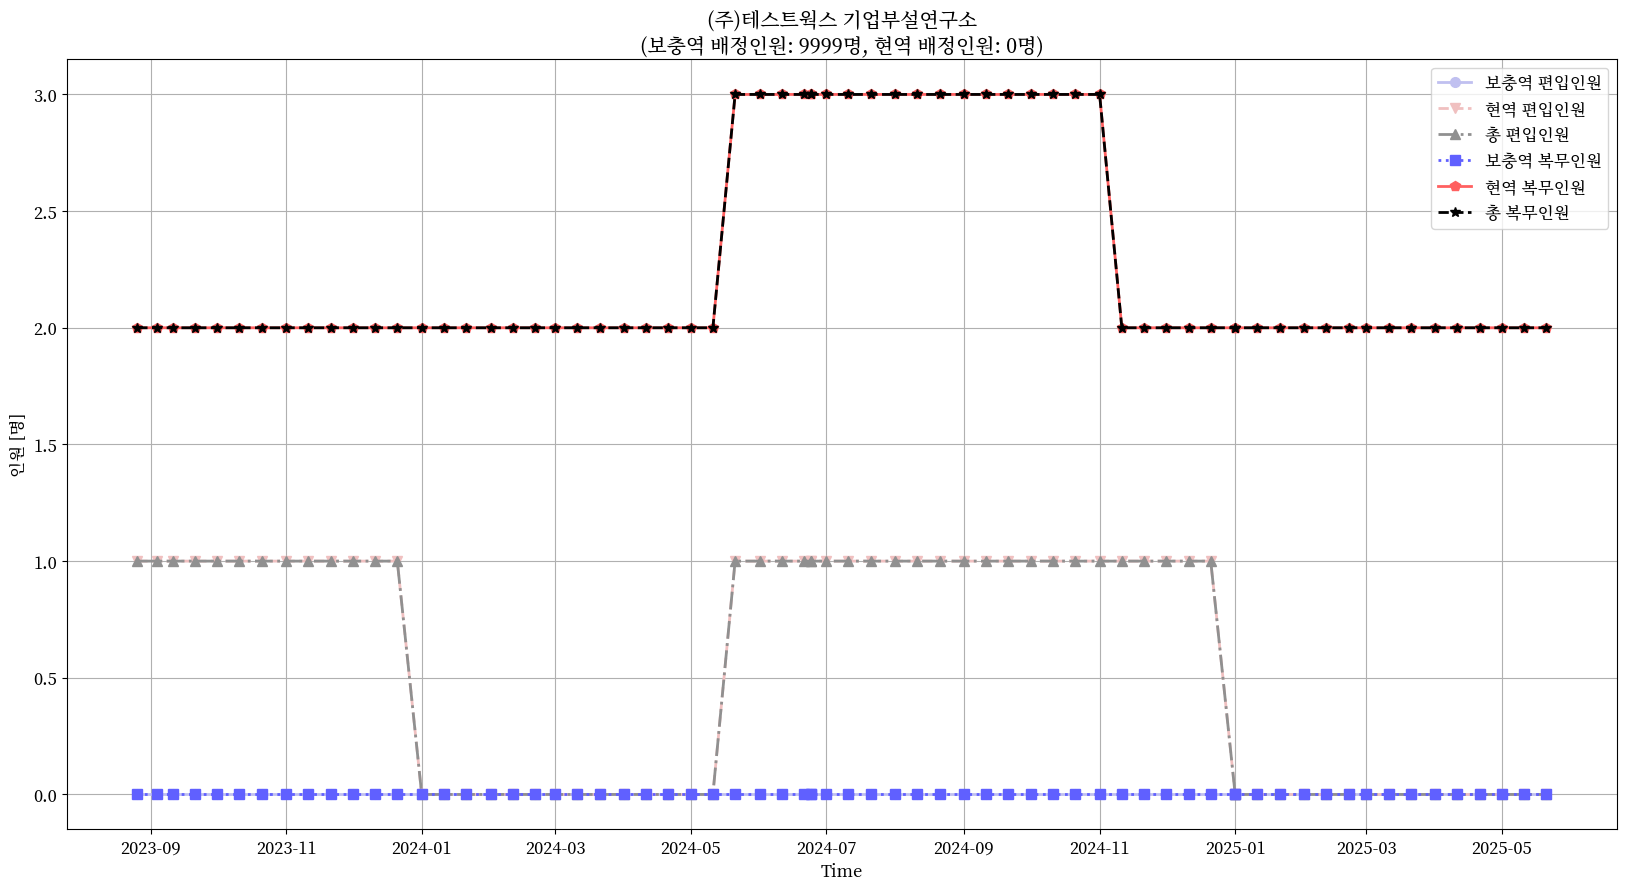 (주)테스트웍스 기업부설연구소
(보충역 배정인원: 9999명, 현역 배정인원: 0명)
보충역 편입인원
현역 편입인원
총 편입인원
보충역 복무인원
현역 복무인원
총 복무인원
3.0
2.5
2.0
1.5
1.0
0.5
0.0
인원 [명]
2023-09
2023-11
2024-01
2024-03
2024-05
2024-07
2024-09
2024-11
2025-01
2025-03
2025-05
Time